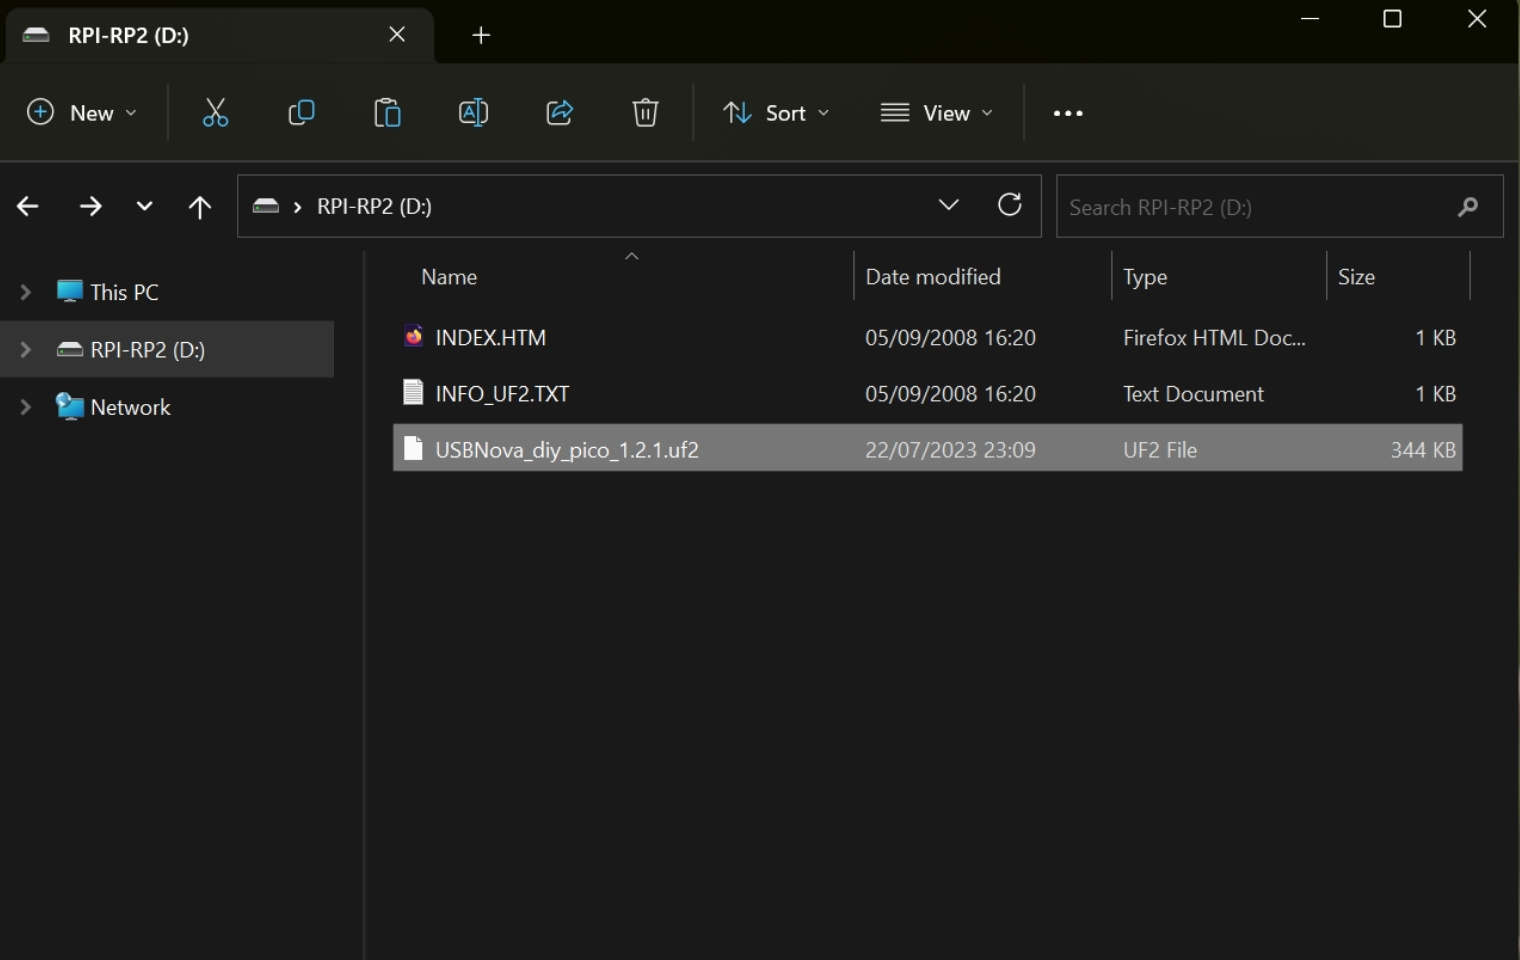 RPI-RP2 (D:)
New
Sort
View
RPI-RP2 (D:)
Search RPI-RP2 (D:)
This PC
RPI-RP2 (D:)
Network
Name Date modified Type Size
INDEX.HTM 05/09/2008 16:20 Firefox HTML Doc... 1 KB
INFO_UF2.TXT 05/09/2008 16:20 Text Document 1 KB
USBNova_diy_pico_1.2.1.uf2 22/07/2023 23:09 UF2 File 344 KB